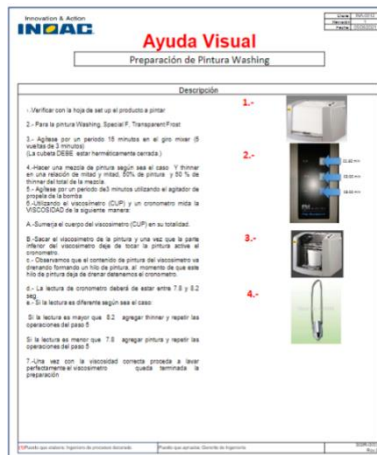 Innovation & Action
INOAC
Ayuda Visual
Preparación de Pintura Washing
Descripción
.-Verificar con la hoja de set up el producto a pintar
2.- Para la pintura Washing, Special F, Transparent Frost
3.- Agítese por un periodo 15 minutos en el giro mixer (5
vueltas de 3 minutos)
(La cubeta DEBE estar herméticamente cerrada.)
4.-Hacer una mezcla de pintura según sea el caso Y thinner
en una relación de mitad y mitad, 50% de pintura y 50 % de
thinner del total de la mezcla.
5.- Agítese por un periodo de3 minutos utilizando el agitador de
propela de la bomba
6.-Utilizando el viscosímetro (CUP) y un cronometro mida la
VISCOSIDAD de la siguiente manera:
A.-Sumerja el cuerpo del viscosímetro (CUP) en su totalidad.
B.-Sacar el viscosímetro de la pintura y una vez que la parte
inferior del viscosímetro deje de tocar la pintura active el
cronometro.
c.- Observamos que el contenido de pintura del viscosímetro va
drenando formando un hilo de pintura, al momento de que este
hilo de pintura deja de drenar detenemos el cronometro.
d.- La lectura de cronometro deberá de estar entre 7.8 y 8.2
seg
e.- Si la lectura es diferente según sea el caso:
Si la lectura es mayor que 8.2 agregar thinner y repetir las
operaciones del paso 5
Si la lectura es menor que 7.8 agregar pintura y repetir las
operaciones del paso 5
7.-Una vez con la viscosidad correcta proceda a lavar
perfectamente el viscosímetro queda terminada la
preparación
1.-
2.-
3.-
4.-